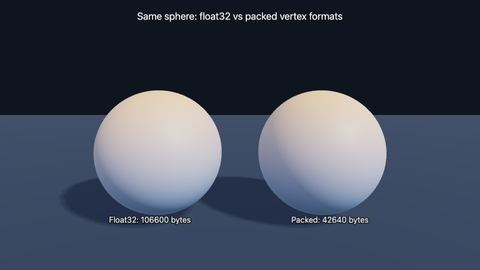 Same sphere: float32 vs packed vertex formats
Float32: 106600 bytes
Packed: 42640 bytes